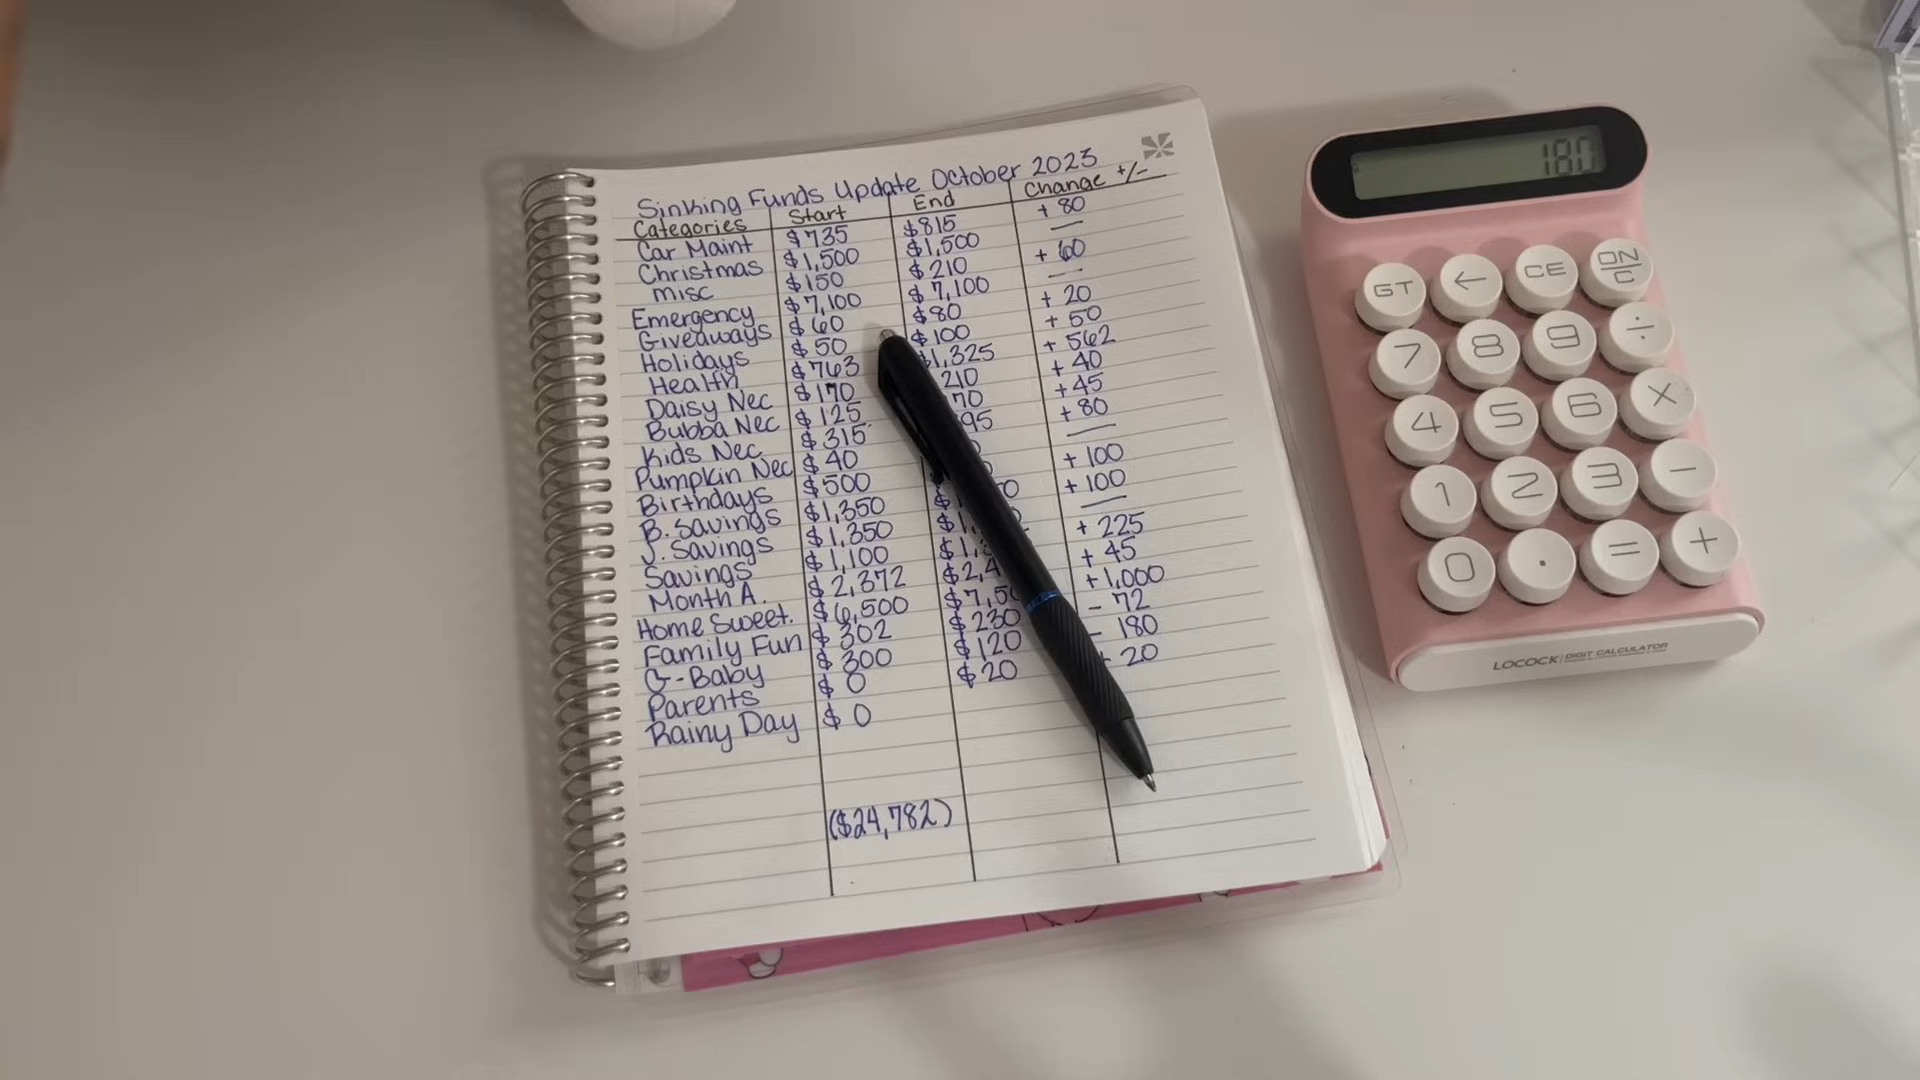 Sinking Funds Update October 2025
Categories Start End Change +/-
Car Maint $735 $815 + 80
Christmas $1,500 $1,500 —
misc $150 $210 + 60
Emergency $7,100 $7,100 —
Giveaways $60 $80 + 20
Holidays $50 $100 + 50
Health $763 $1,325 + 562
Daisy Nec $170 210 + 40
Bubba Nec $125 70 + 45
Kids Nec $315 95 + 80
Pumpkin Nec $40 —
Birthdays $500 + 100
B. Savings $1,350 + 100
J. Savings $1,350 —
Savings $1,100 + 225
Month A. $2,372 + 45
Home Sweet. $6,500 +1,000
Family Fun $302 $230 - 72
G-Baby $300 $120 - 180
Parents $0 $20 + 20
Rainy Day $0
($24,782)
180
GT ← CE ON/C
7 8 9 ÷
4 5 6 ×
1 2 3 −
0 . = +
LOCOCK | DIGIT CALCULATOR